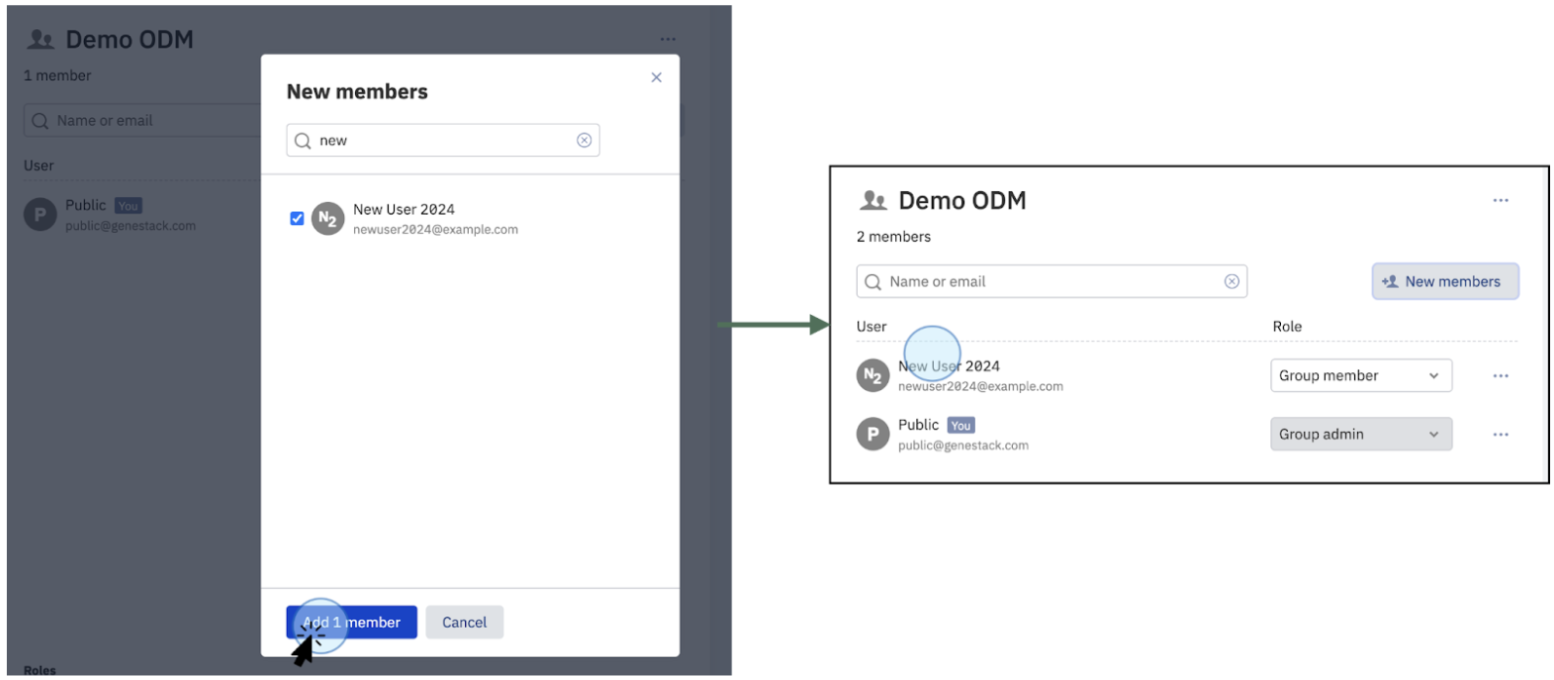 Demo ODM
1 member
Name or email
User
P
Public You
public@genestack.com
Roles
New members
new
N2
New User 2024
newuser2024@example.com
Add 1 member
Cancel
Demo ODM
2 members
Name or email
New members
User
Role
N2
New User 2024
newuser2024@example.com
Group member
P
Public You
public@genestack.com
Group admin